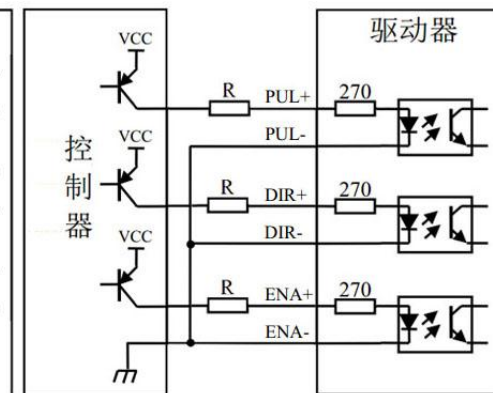 驱动器
VCC
R
PUL+
270
PUL-
VCC
控制器
R
DIR+
270
DIR-
VCC
R
ENA+
270
ENA-